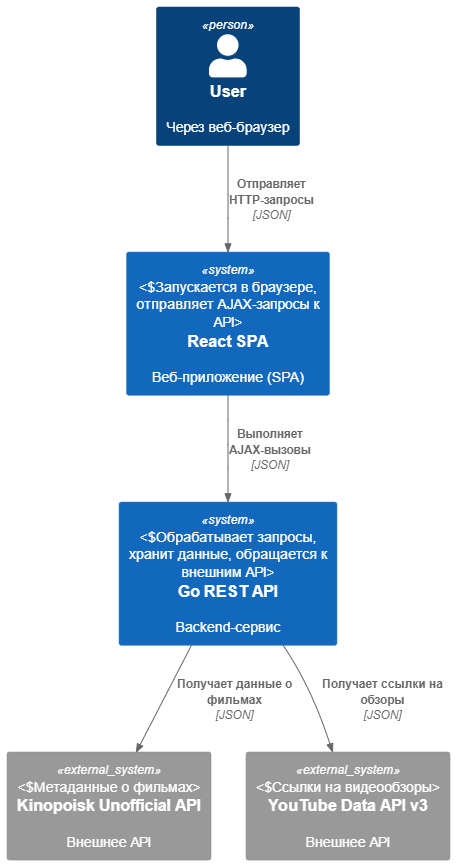 «person»
User
Через веб-браузер
Отправляет
HTTP-запросы
[JSON]
«system»
<$Запускается в браузере,
отправляет AJAX-запросы к
API>
React SPA
Веб-приложение (SPA)
Выполняет
AJAX-вызовы
[JSON]
«system»
<$Обрабатывает запросы,
хранит данные, обращается к
внешним API>
Go REST API
Backend-сервис
Получает данные о
фильмах
[JSON]
Получает ссылки на
обзоры
[JSON]
«external_system»
<$Метаданные о фильмах>
Kinopoisk Unofficial API
Внешнее API
«external_system»
<$Ссылки на видеообзоры>
YouTube Data API v3
Внешнее API